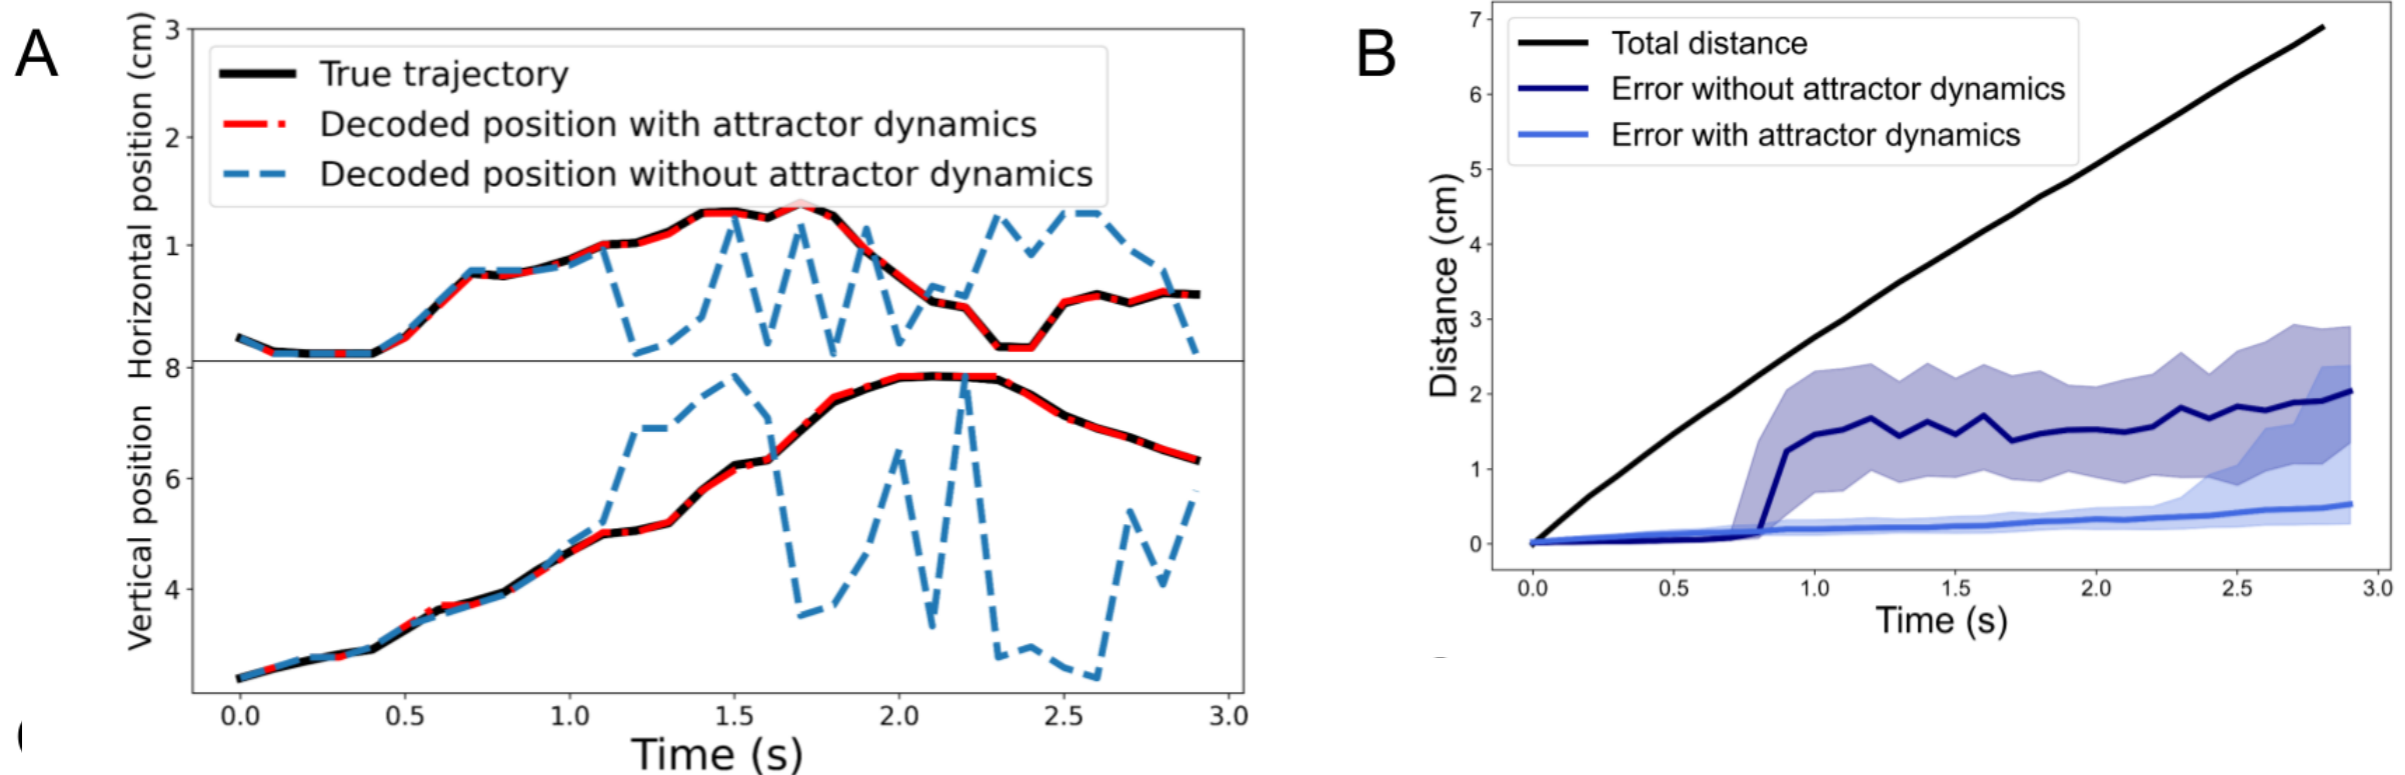 A
3
2
1
8
6
4
Horizontal position (cm)
Vertical position
True trajectory
Decoded position with attractor dynamics
Decoded position without attractor dynamics
0.0 0.5 1.0 1.5 2.0 2.5 3.0
Time (s)
B
7
6
5
4
3
2
1
0
Distance (cm)
Total distance
Error without attractor dynamics
Error with attractor dynamics
0.0 0.5 1.0 1.5 2.0 2.5 3.0
Time (s)